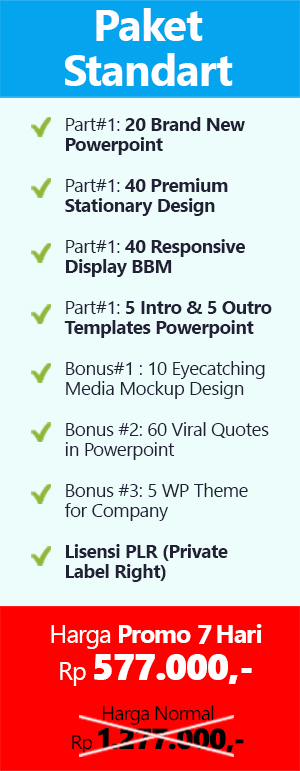 Paket
Standart
Part#1: 20 Brand New
Powerpoint
Part#1: 40 Premium
Stationary Design
Part#1: 40 Responsive
Display BBM
Part#1: 5 Intro & 5 Outro
Templates Powerpoint
Bonus#1 : 10 Eyecatching
Media Mockup Design
Bonus #2: 60 Viral Quotes
in Powerpoint
Bonus #3: 5 WP Theme
for Company
Lisensi PLR (Private
Label Right)
Harga Promo 7 Hari
Rp 577.000,-
Harga Normal
Rp 1.277.000,-